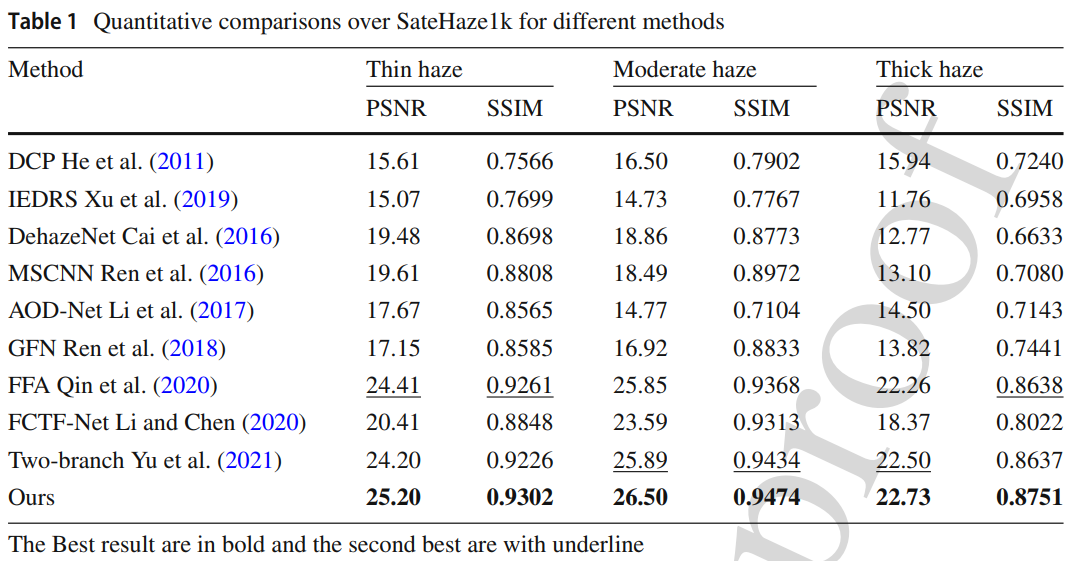 Table 1 Quantitative comparisons over SateHaze1k for different methods
Method Thin haze Moderate haze Thick haze
PSNR SSIM PSNR SSIM PSNR SSIM
DCP He et al. (2011) 15.61 0.7566 16.50 0.7902 15.94 0.7240
IEDRS Xu et al. (2019) 15.07 0.7699 14.73 0.7767 11.76 0.6958
DehazeNet Cai et al. (2016) 19.48 0.8698 18.86 0.8773 12.77 0.6633
MSCNN Ren et al. (2016) 19.61 0.8808 18.49 0.8972 13.10 0.7080
AOD-Net Li et al. (2017) 17.67 0.8565 14.77 0.7104 14.50 0.7143
GFN Ren et al. (2018) 17.15 0.8585 16.92 0.8833 13.82 0.7441
FFA Qin et al. (2020) 24.41 0.9261 25.85 0.9368 22.26 0.8638
FCTF-Net Li and Chen (2020) 20.41 0.8848 23.59 0.9313 18.37 0.8022
Two-branch Yu et al. (2021) 24.20 0.9226 25.89 0.9434 22.50 0.8637
Ours 25.20 0.9302 26.50 0.9474 22.73 0.8751
The Best result are in bold and the second best are with underline
proof